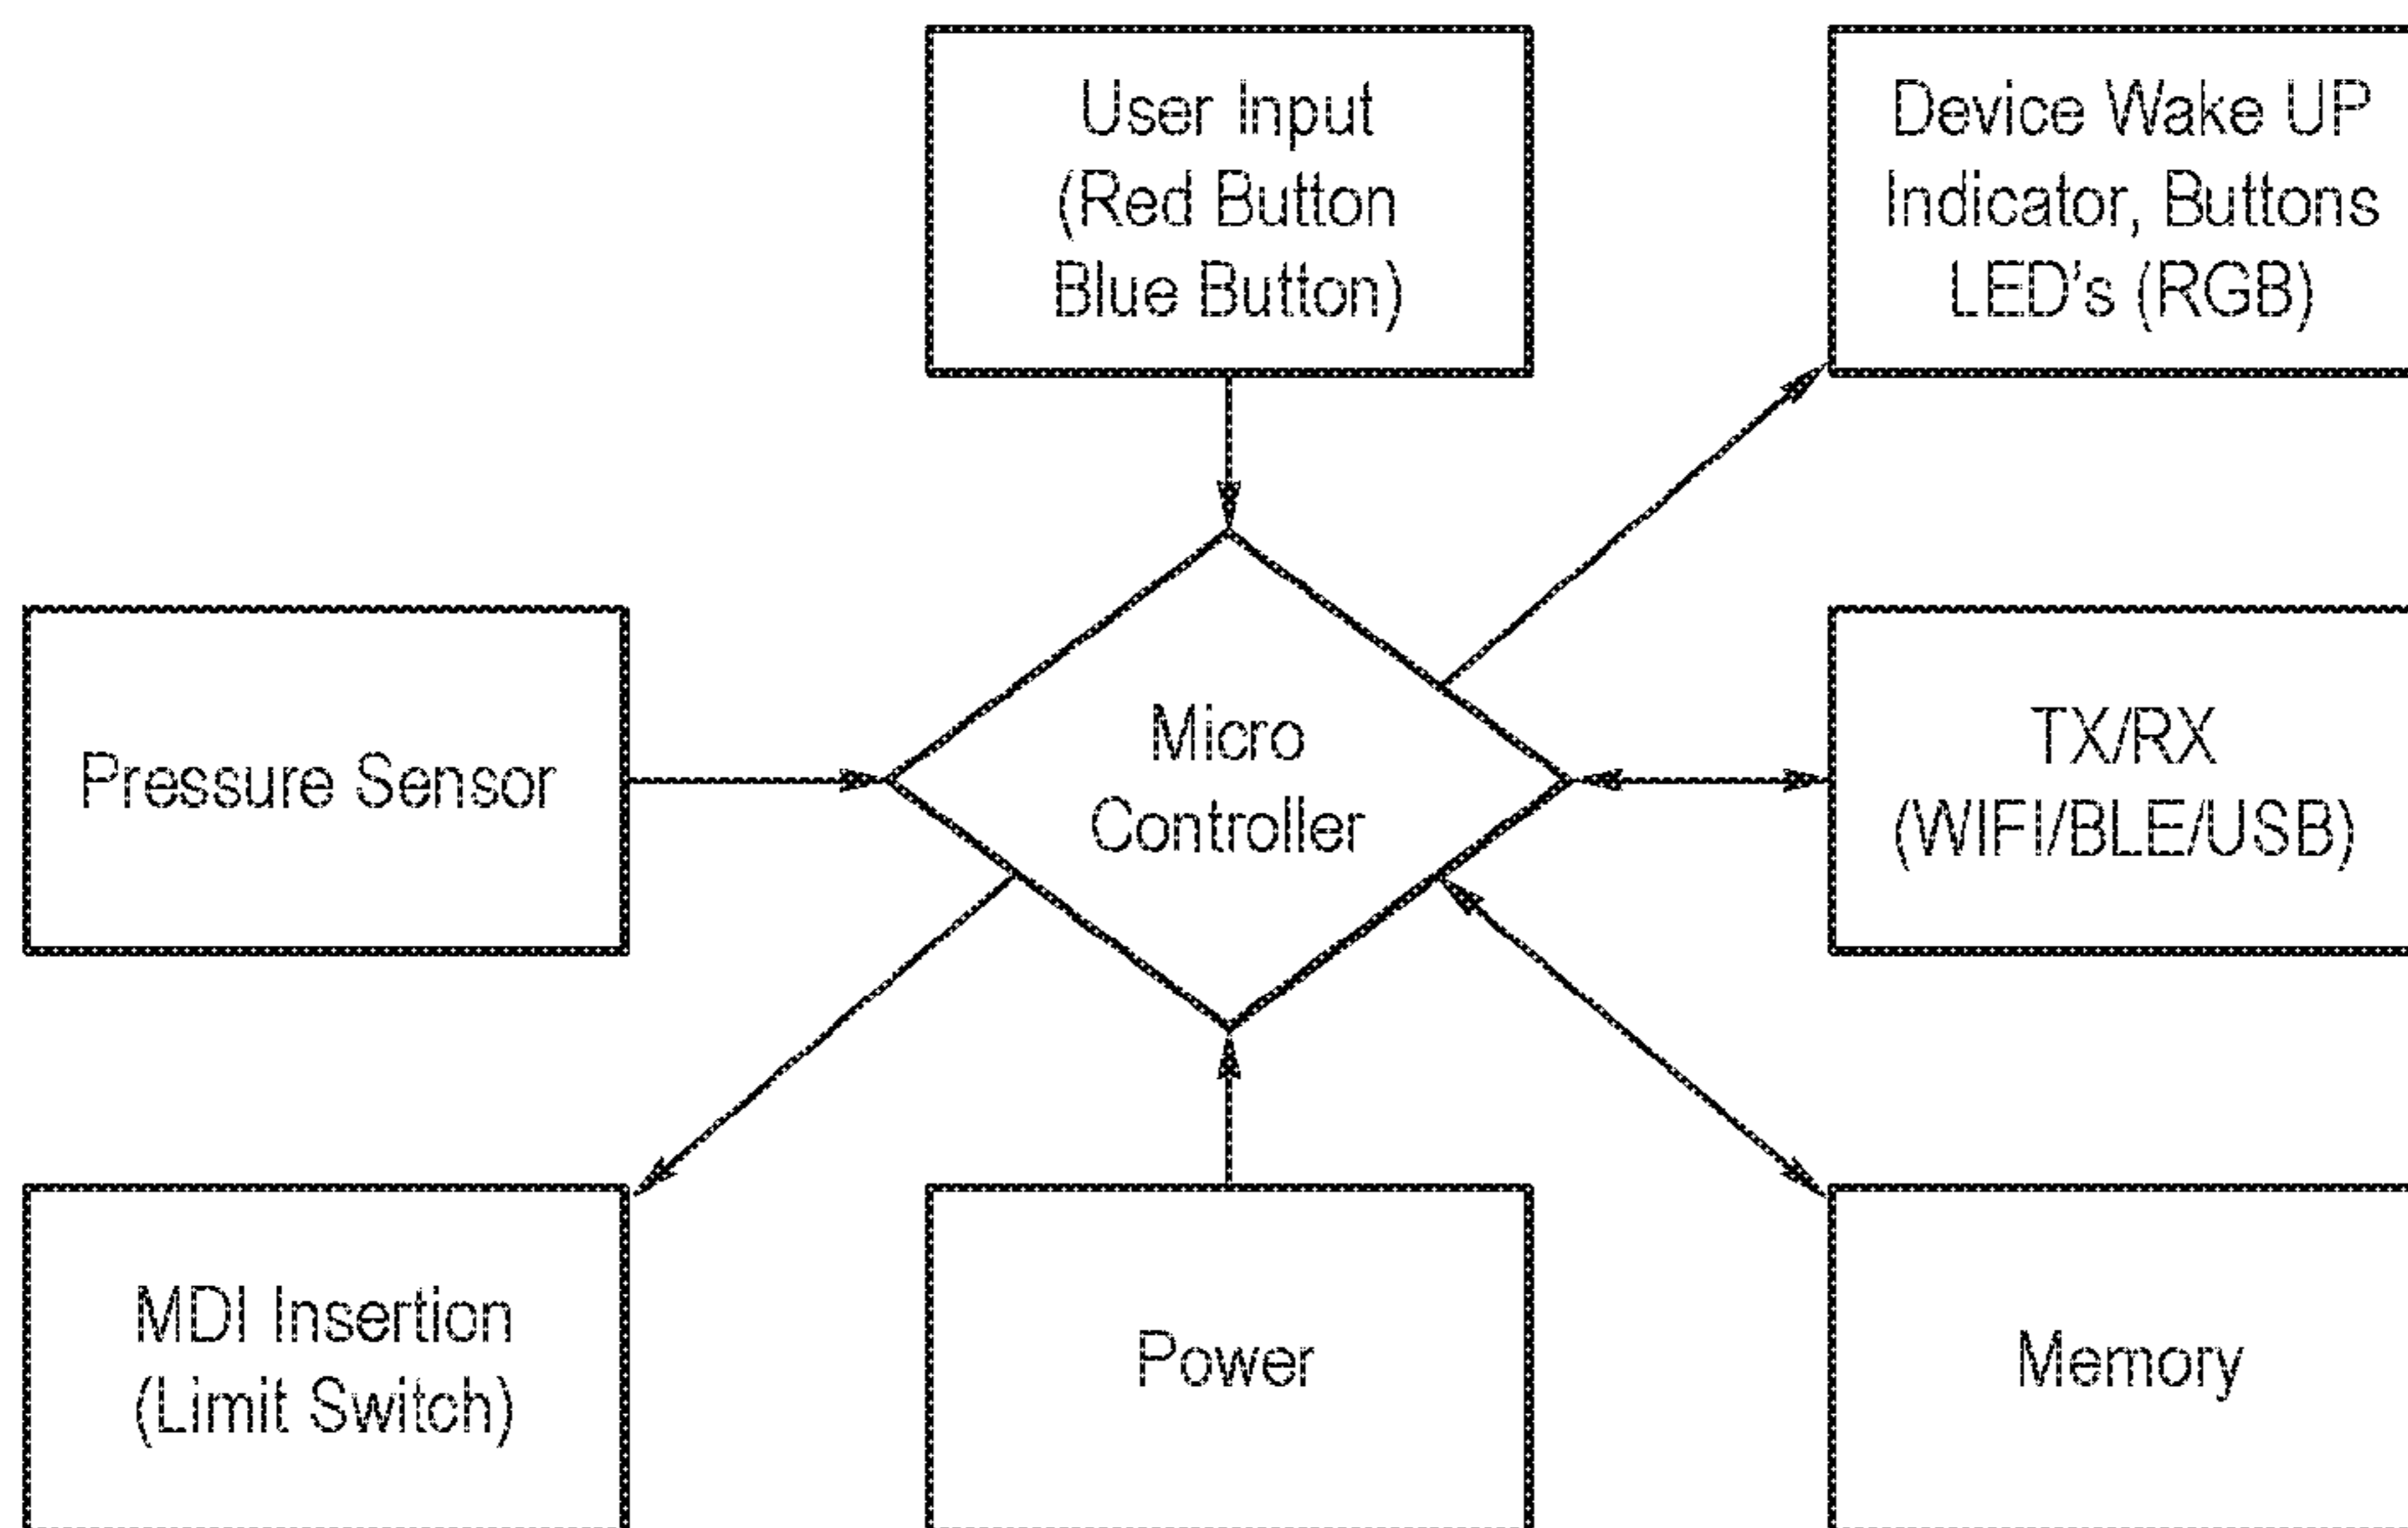 User Input
(Red Button
Blue Button)
Device Wake UP
Indicator, Buttons
LED's (RGB)
Pressure Sensor
Micro
Controller
TX/RX
(WIFI/BLE/USB)
MDI Insertion
(Limit Switch)
Power
Memory